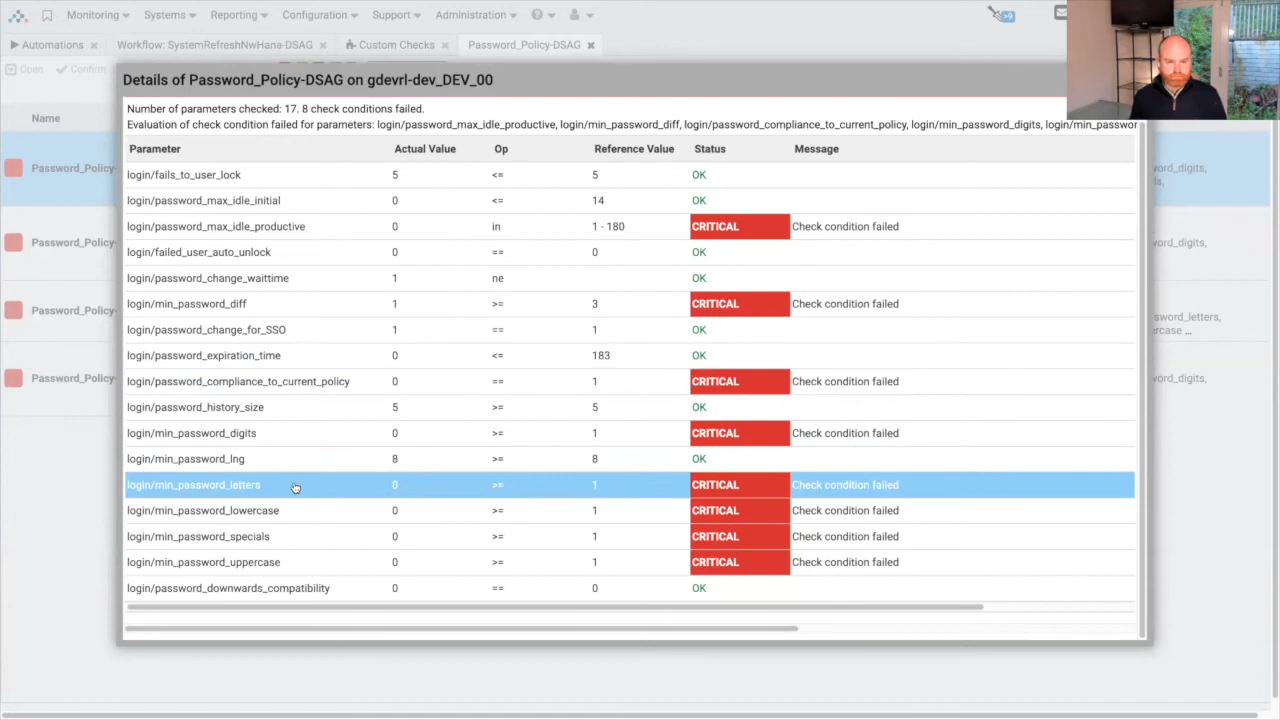 Monitoring Systems Reporting Configuration Support Administration >9
Automations Workflow: SystemRefreshNwHana-DSAG Custom Checks Password_Policy-DSAG
Open Confirm
Details of Password_Policy-DSAG on gdevrl-dev_DEV_00
Number of parameters checked: 17. 8 check conditions failed.
Evaluation of check condition failed for parameters: login/password_max_idle_productive, login/min_password_diff, login/password_compliance_to_current_policy, login/min_password_digits, login/min_passwor
Name
Parameter Actual Value Op Reference Value Status Message
login/fails_to_user_lock 5 <= 5 OK
Password_Policy- ord_digits,
ls,
login/password_max_idle_initial 0 <= 14 OK
login/password_max_idle_productive 0 in 1 - 180 CRITICAL Check condition failed
Password_Policy- ord_digits,
login/failed_user_auto_unlock 0 == 0 OK
login/password_change_waittime 1 ne OK
login/min_password_diff 1 >= 3 CRITICAL Check condition failed
Password_Policy- sword_letters,
rcase ...
login/password_change_for_SSO 1 == 1 OK
login/password_expiration_time 0 <= 183 OK
Password_Policy- ord_digits,
login/password_compliance_to_current_policy 0 == 1 CRITICAL Check condition failed
login/password_history_size 5 >= 5 OK
login/min_password_digits 0 >= 1 CRITICAL Check condition failed
login/min_password_lng 8 >= 8 OK
login/min_password_letters 0 >= 1 CRITICAL Check condition failed
login/min_password_lowercase 0 >= 1 CRITICAL Check condition failed
login/min_password_specials 0 >= 1 CRITICAL Check condition failed
login/min_password_uppercase 0 >= 1 CRITICAL Check condition failed
login/password_downwards_compatibility 0 == 0 OK